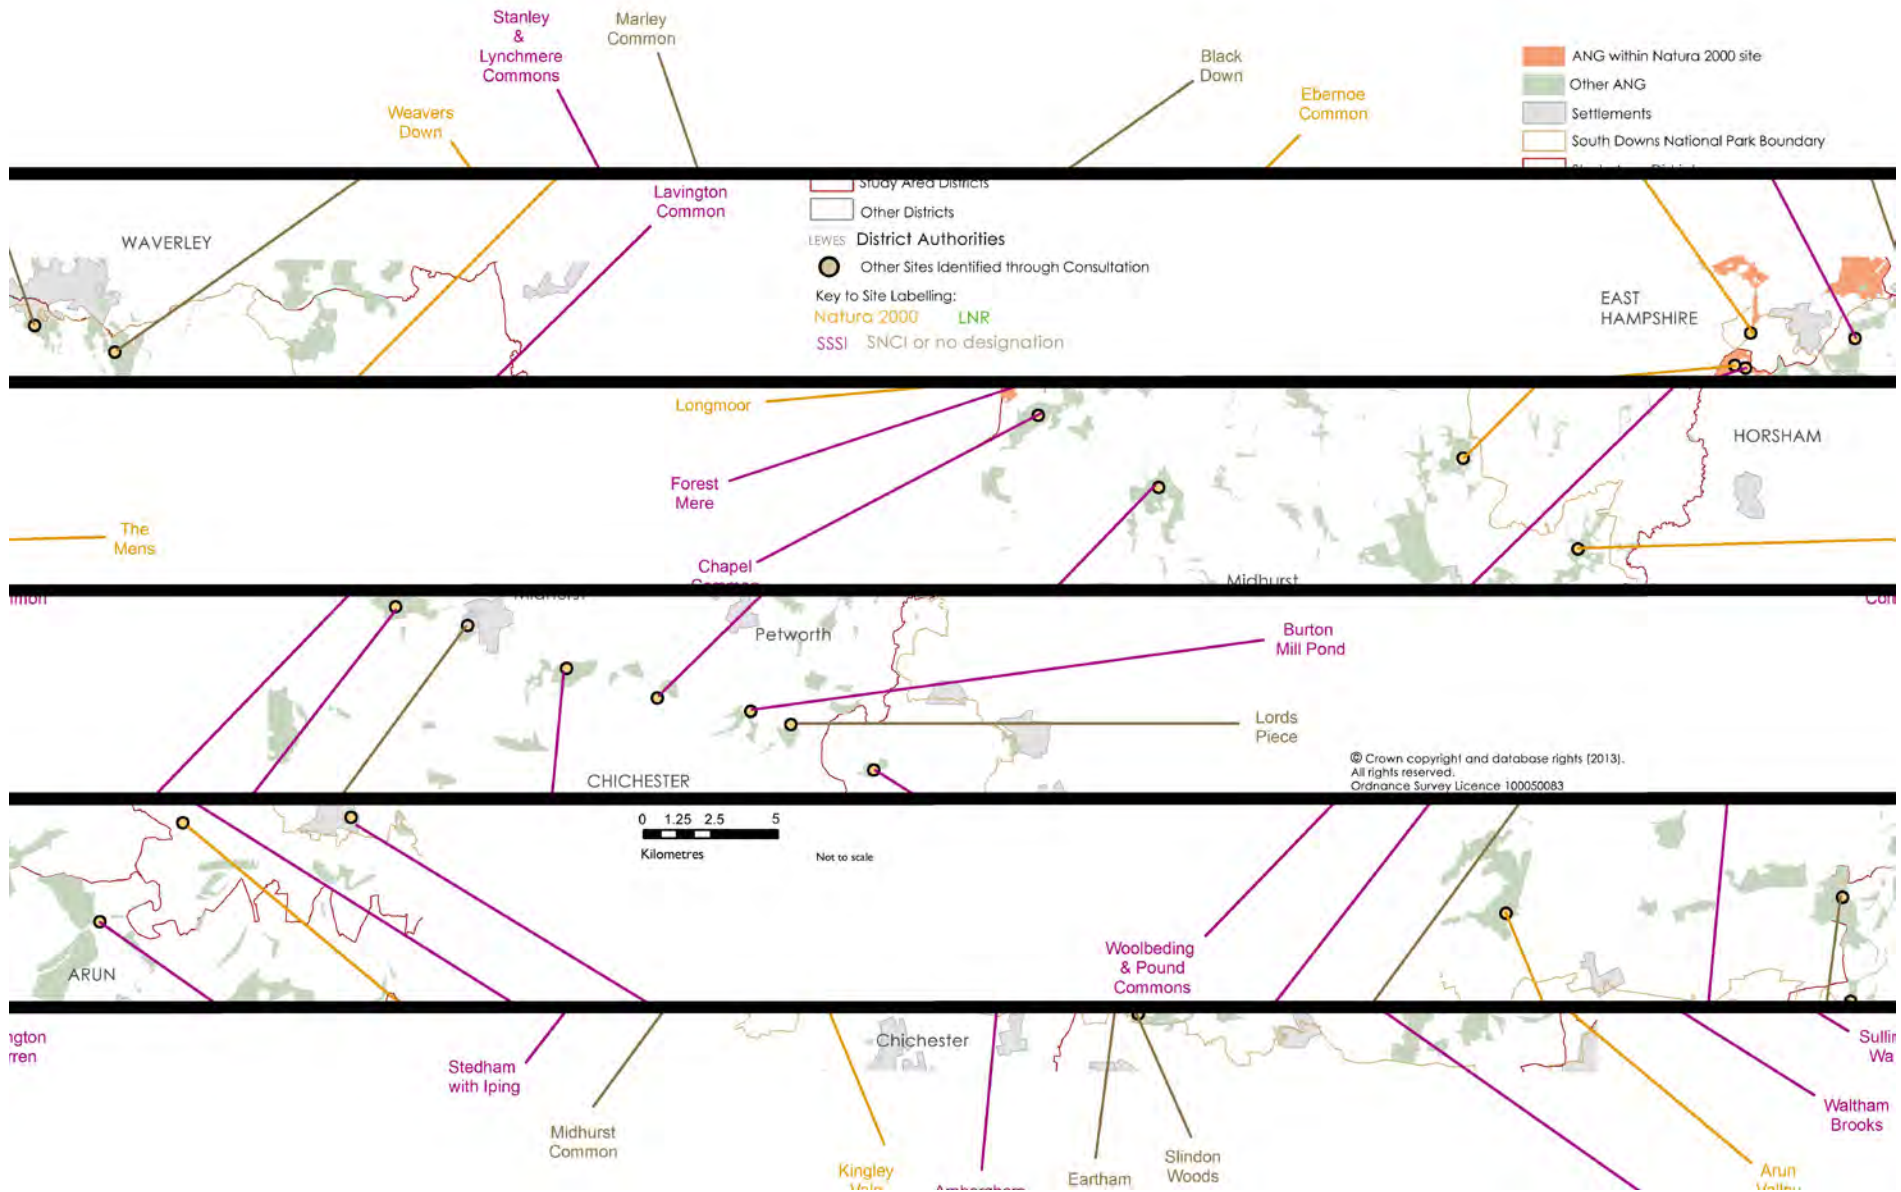 Stanley
&
Lynchmere
Commons
Marley
Common
Black
Down
Weavers
Down
Ebernoe
Common
ANG within Natura 2000 site
Other ANG
Settlements
South Downs National Park Boundary
WAVERLEY
Lavington
Common
Study Area Districts
Other Districts
LEWES District Authorities
Other Sites Identified through Consultation
Key to Site Labelling:
Natura 2000 LNR
SSSI SNCI or no designation
EAST
HAMPSHIRE
Longmoor
Forest
Mere
Chapel
The
Mens
HORSHAM
Midhurst
Petworth
Burton
Mill Pond
Lords
Piece
CHICHESTER
© Crown copyright and database rights (2013).
All rights reserved.
Ordnance Survey Licence 100050083
0 1.25 2.5 5
Kilometres
Not to scale
ARUN
Woolbeding
& Pound
Commons
Stedham
with Iping
Midhurst
Common
Chichester
Kingley
Eartham
Slindon
Woods
Waltham
Brooks
Arun